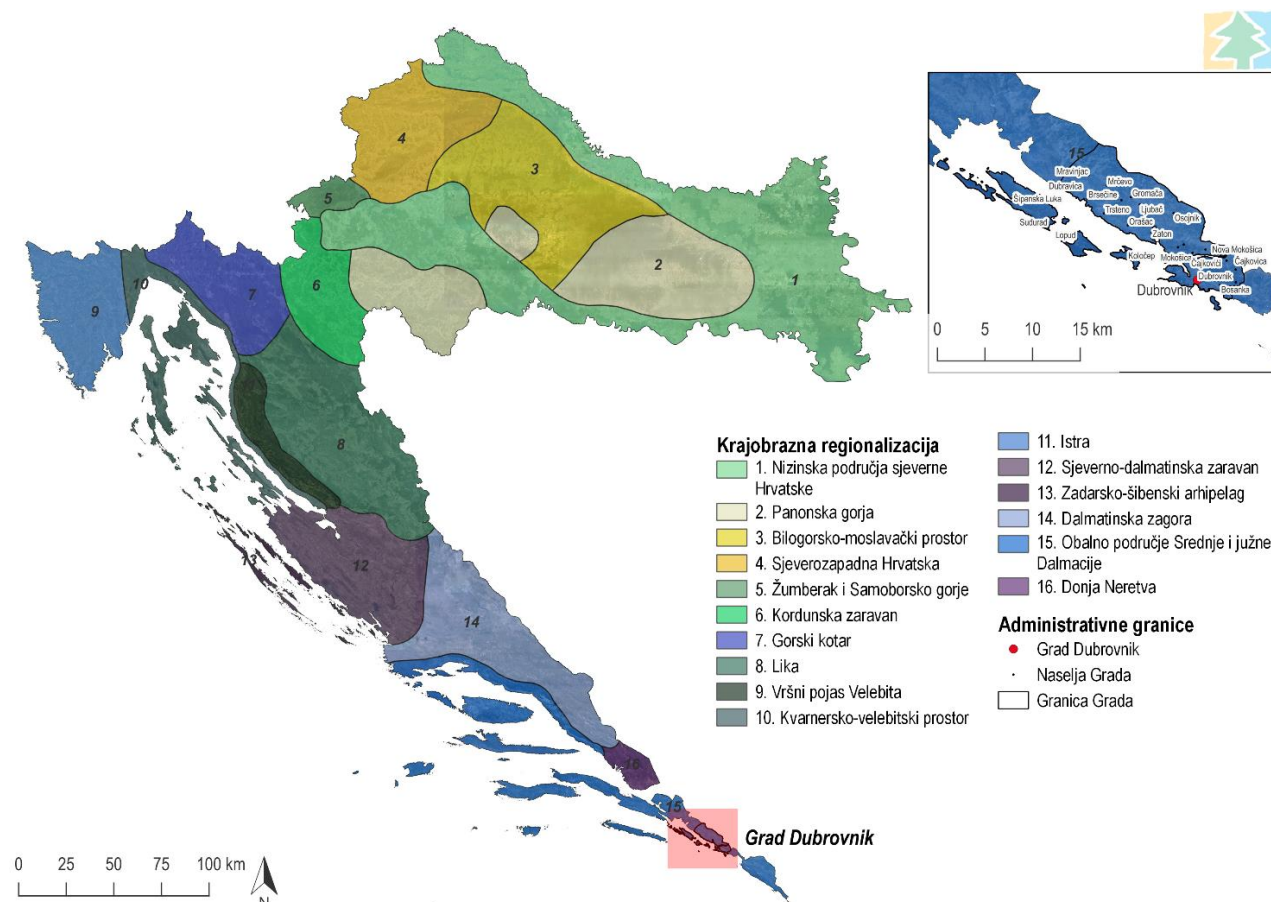 4
3
5
2
1
10
7
6
9
8
12
13
14
16
15
Grad Dubrovnik
0 25 50 75 100 km
N
15
Mravinjac
Mrčevo
Dubravica
Brsečine
Gromača
Šipanska Luka
Trsteno
Ljubač
Osojnik
Suđurađ
Orašac
Lopud
Zaton
Nova Mokošica
Koločep
Mokošica
Čajkovići
Čajkovica
Dubrovnik
Dubrovnik
Bosanka
0 5 10 15 km
Krajobrazna regionalizacija
1. Nizinska područja sjeverne
Hrvatske
2. Panonska gorja
3. Bilogorsko-moslavački prostor
4. Sjeverozapadna Hrvatska
5. Žumberak i Samoborsko gorje
6. Kordunska zaravan
7. Gorski kotar
8. Lika
9. Vršni pojas Velebita
10. Kvarnersko-velebitski prostor
11. Istra
12. Sjeverno-dalmatinska zaravan
13. Zadarsko-šibenski arhipelag
14. Dalmatinska zagora
15. Obalno područje Srednje i južne
Dalmacije
16. Donja Neretva
Administrativne granice
Grad Dubrovnik
Naselja Grada
Granica Grada